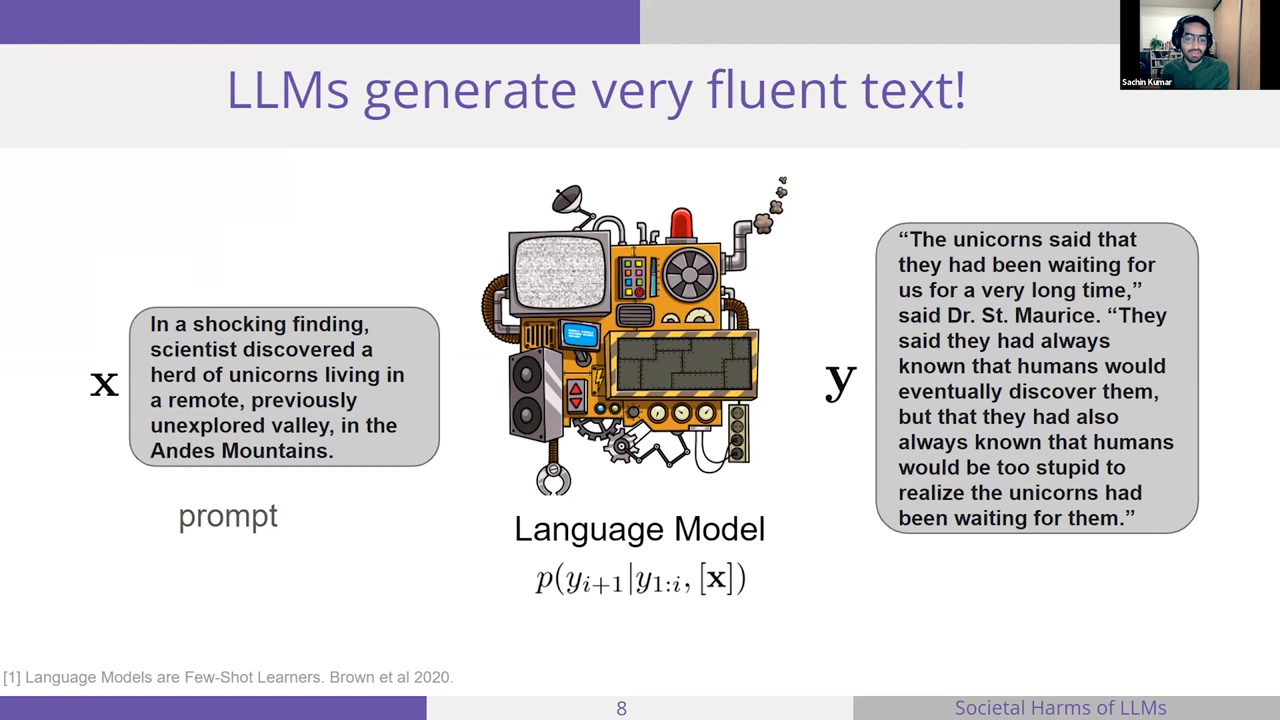 LLMs generate very fluent text!
Sachin Kumar
x
In a shocking finding,
scientist discovered a
herd of unicorns living in
a remote, previously
unexplored valley, in the
Andes Mountains.
prompt
Language Model
p(y_{i+1}|y_{1:i}, [x])
y
“The unicorns said that
they had been waiting for
us for a very long time,”
said Dr. St. Maurice. “They
said they had always
known that humans would
eventually discover them,
but that they had also
always known that humans
would be too stupid to
realize the unicorns had
been waiting for them.”
[1] Language Models are Few-Shot Learners. Brown et al 2020.
8
Societal Harms of LLMs